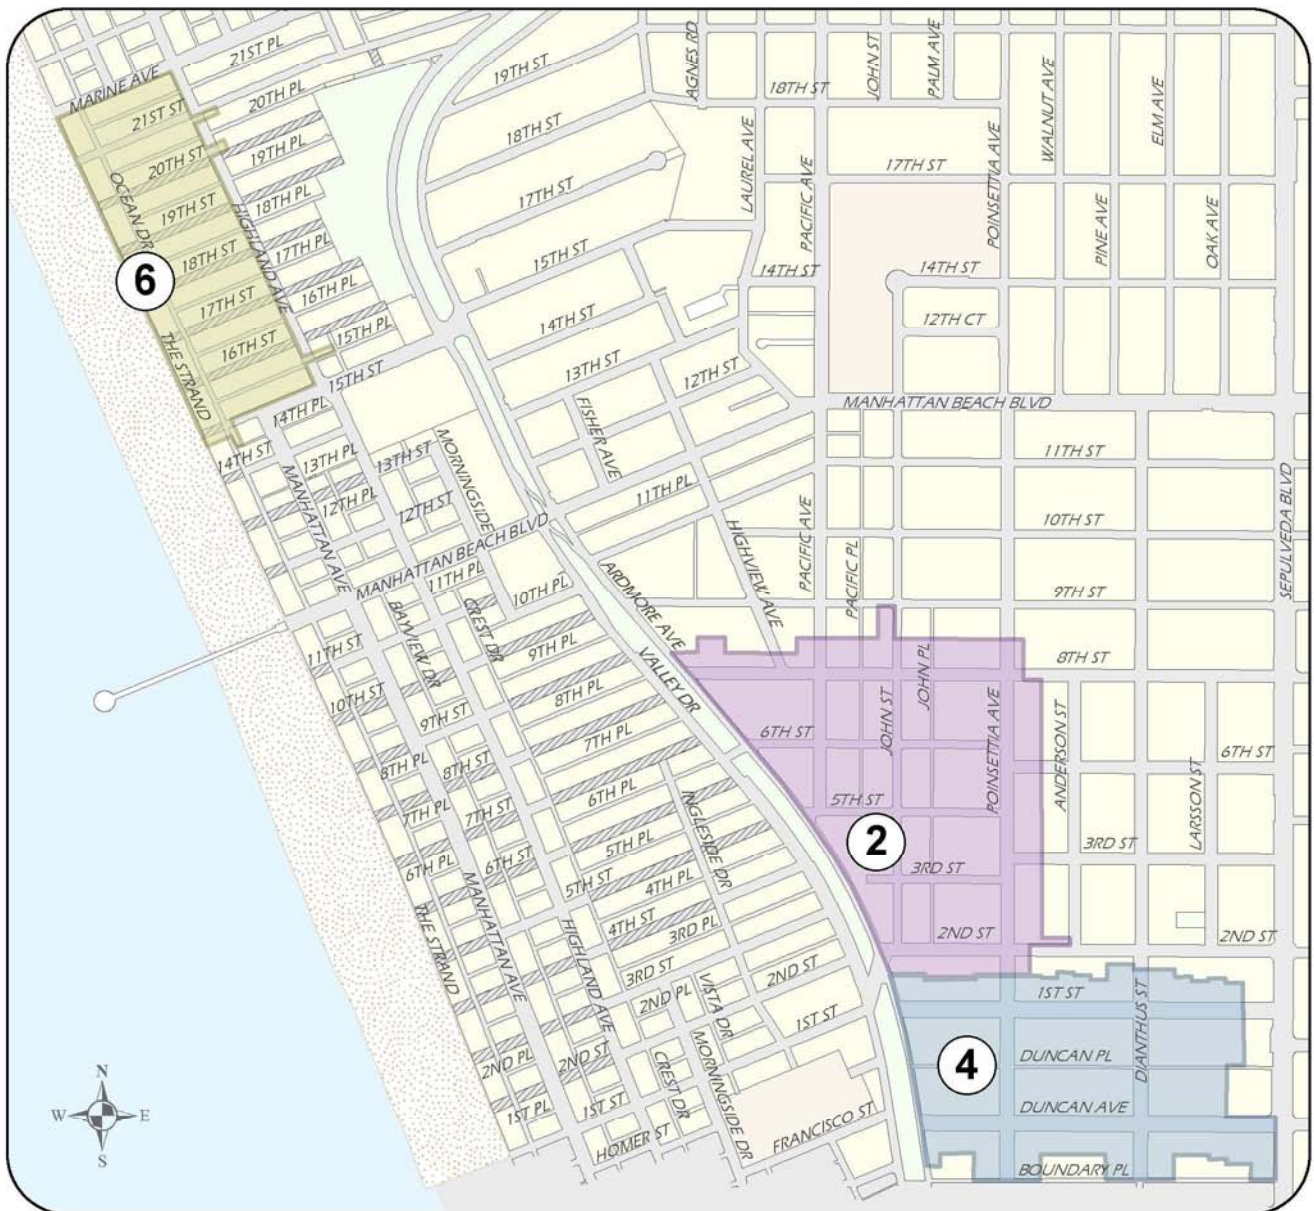 21ST PL
MARINE AVE
20TH PL
21ST ST
19TH PL
20TH ST
18TH PL
OCEAN DR
19TH ST
HIGHLAND AVE
17TH PL
18TH ST
16TH PL
6
17TH ST
15TH PL
16TH ST
THE STRAND
15TH ST
14TH PL
14TH ST
19TH ST
18TH ST
17TH ST
15TH ST
14TH ST
13TH ST
12TH ST
FISHER AVE
11TH PL
AGNES RD
JOHN ST
PALM AVE
18TH ST
WALNUT AVE
ELM AVE
LAUREL AVE
PACIFIC AVE
17TH ST
POINSETTIA AVE
PINE AVE
OAK AVE
14TH ST
14TH ST
12TH CT
MANHATTAN BEACH BLVD
11TH ST
10TH ST
9TH ST
SEPULVEDA BLVD
PACIFIC AVE
PACIFIC PL
HIGHVIEW AVE
13TH PL
13TH ST
MORNINGSIDE
12TH PL
12TH ST
MANHATTAN AVE
MANHATTAN BEACH BLVD
11TH PL
10TH PL
ARDMORE AVE
VALLEY DR
BAYVIEW DR
CREST DR
11TH ST
9TH PL
10TH ST
8TH PL
9TH ST
7TH PL
8TH PL
8TH ST
6TH PL
INGLESIDE DR
7TH PL
7TH ST
5TH PL
6TH PL
6TH ST
5TH ST
4TH PL
4TH ST
3RD PL
THE STRAND
MANHATTAN AVE
HIGHLAND AVE
3RD ST
2ND PL
VISTA DR
2ND ST
1ST ST
2ND PL
2ND ST
CREST DR
MORNINGSIDE DR
1ST PL
1ST ST
HOMER ST
FRANCISCO ST
8TH ST
JOHN PL
JOHN ST
6TH ST
POINSETTIA AVE
ANDERSON ST
6TH ST
5TH ST
LARSSON ST
2
3RD ST
3RD ST
2ND ST
2ND ST
1ST ST
DIANTHUS ST
4
DUNCAN PL
DUNCAN AVE
BOUNDARY PL
N
W
E
S